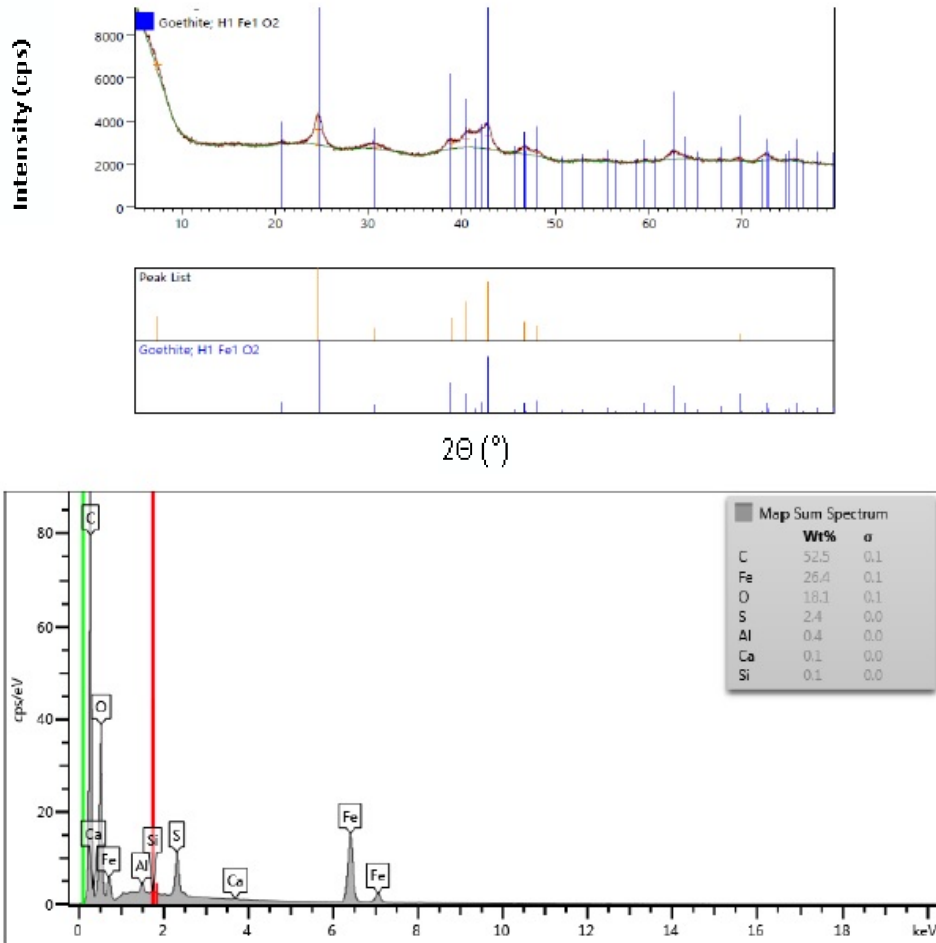 Goethite; H1 Fe1 O2
Intensity (cps)
8000
6000
4000
2000
0
10 20 30 40 50 60 70
Peak List
Goethite; H1 Fe1 O2
2Θ (°)
Map Sum Spectrum
Wt% σ
C 52.5 0.1
Fe 26.4 0.1
O 18.1 0.1
S 2.4 0.0
Al 0.4 0.0
Ca 0.1 0.0
Si 0.1 0.0
cps/eV
80
60
40
20
0
C
O
Ca
Fe
Al
Si
S
Ca
Fe
Fe
0 2 4 6 8 10 12 14 16 18 keV